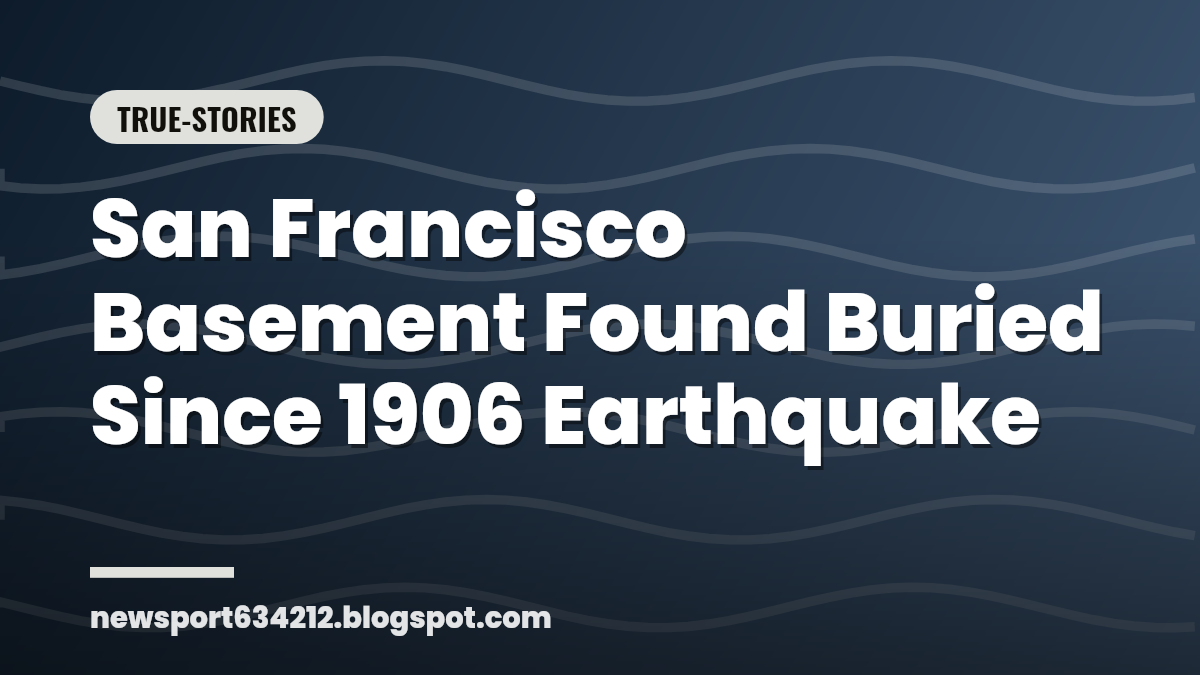 TRUE-STORIES
San Francisco
Basement Found Buried
Since 1906 Earthquake
newsport634212.blogspot.com